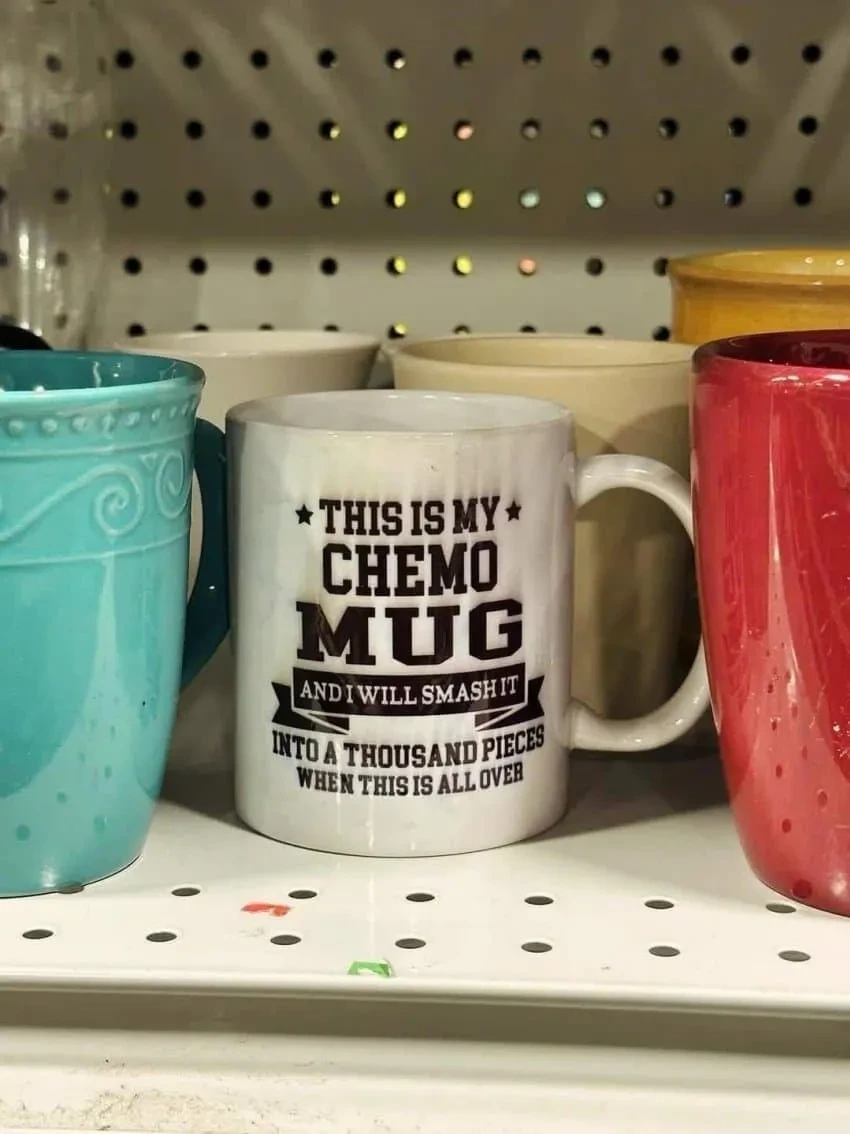 THIS IS MY
CHEMO
MUG
AND I WILL SMASH IT
INTO A THOUSAND PIECES
WHEN THIS IS ALL OVER